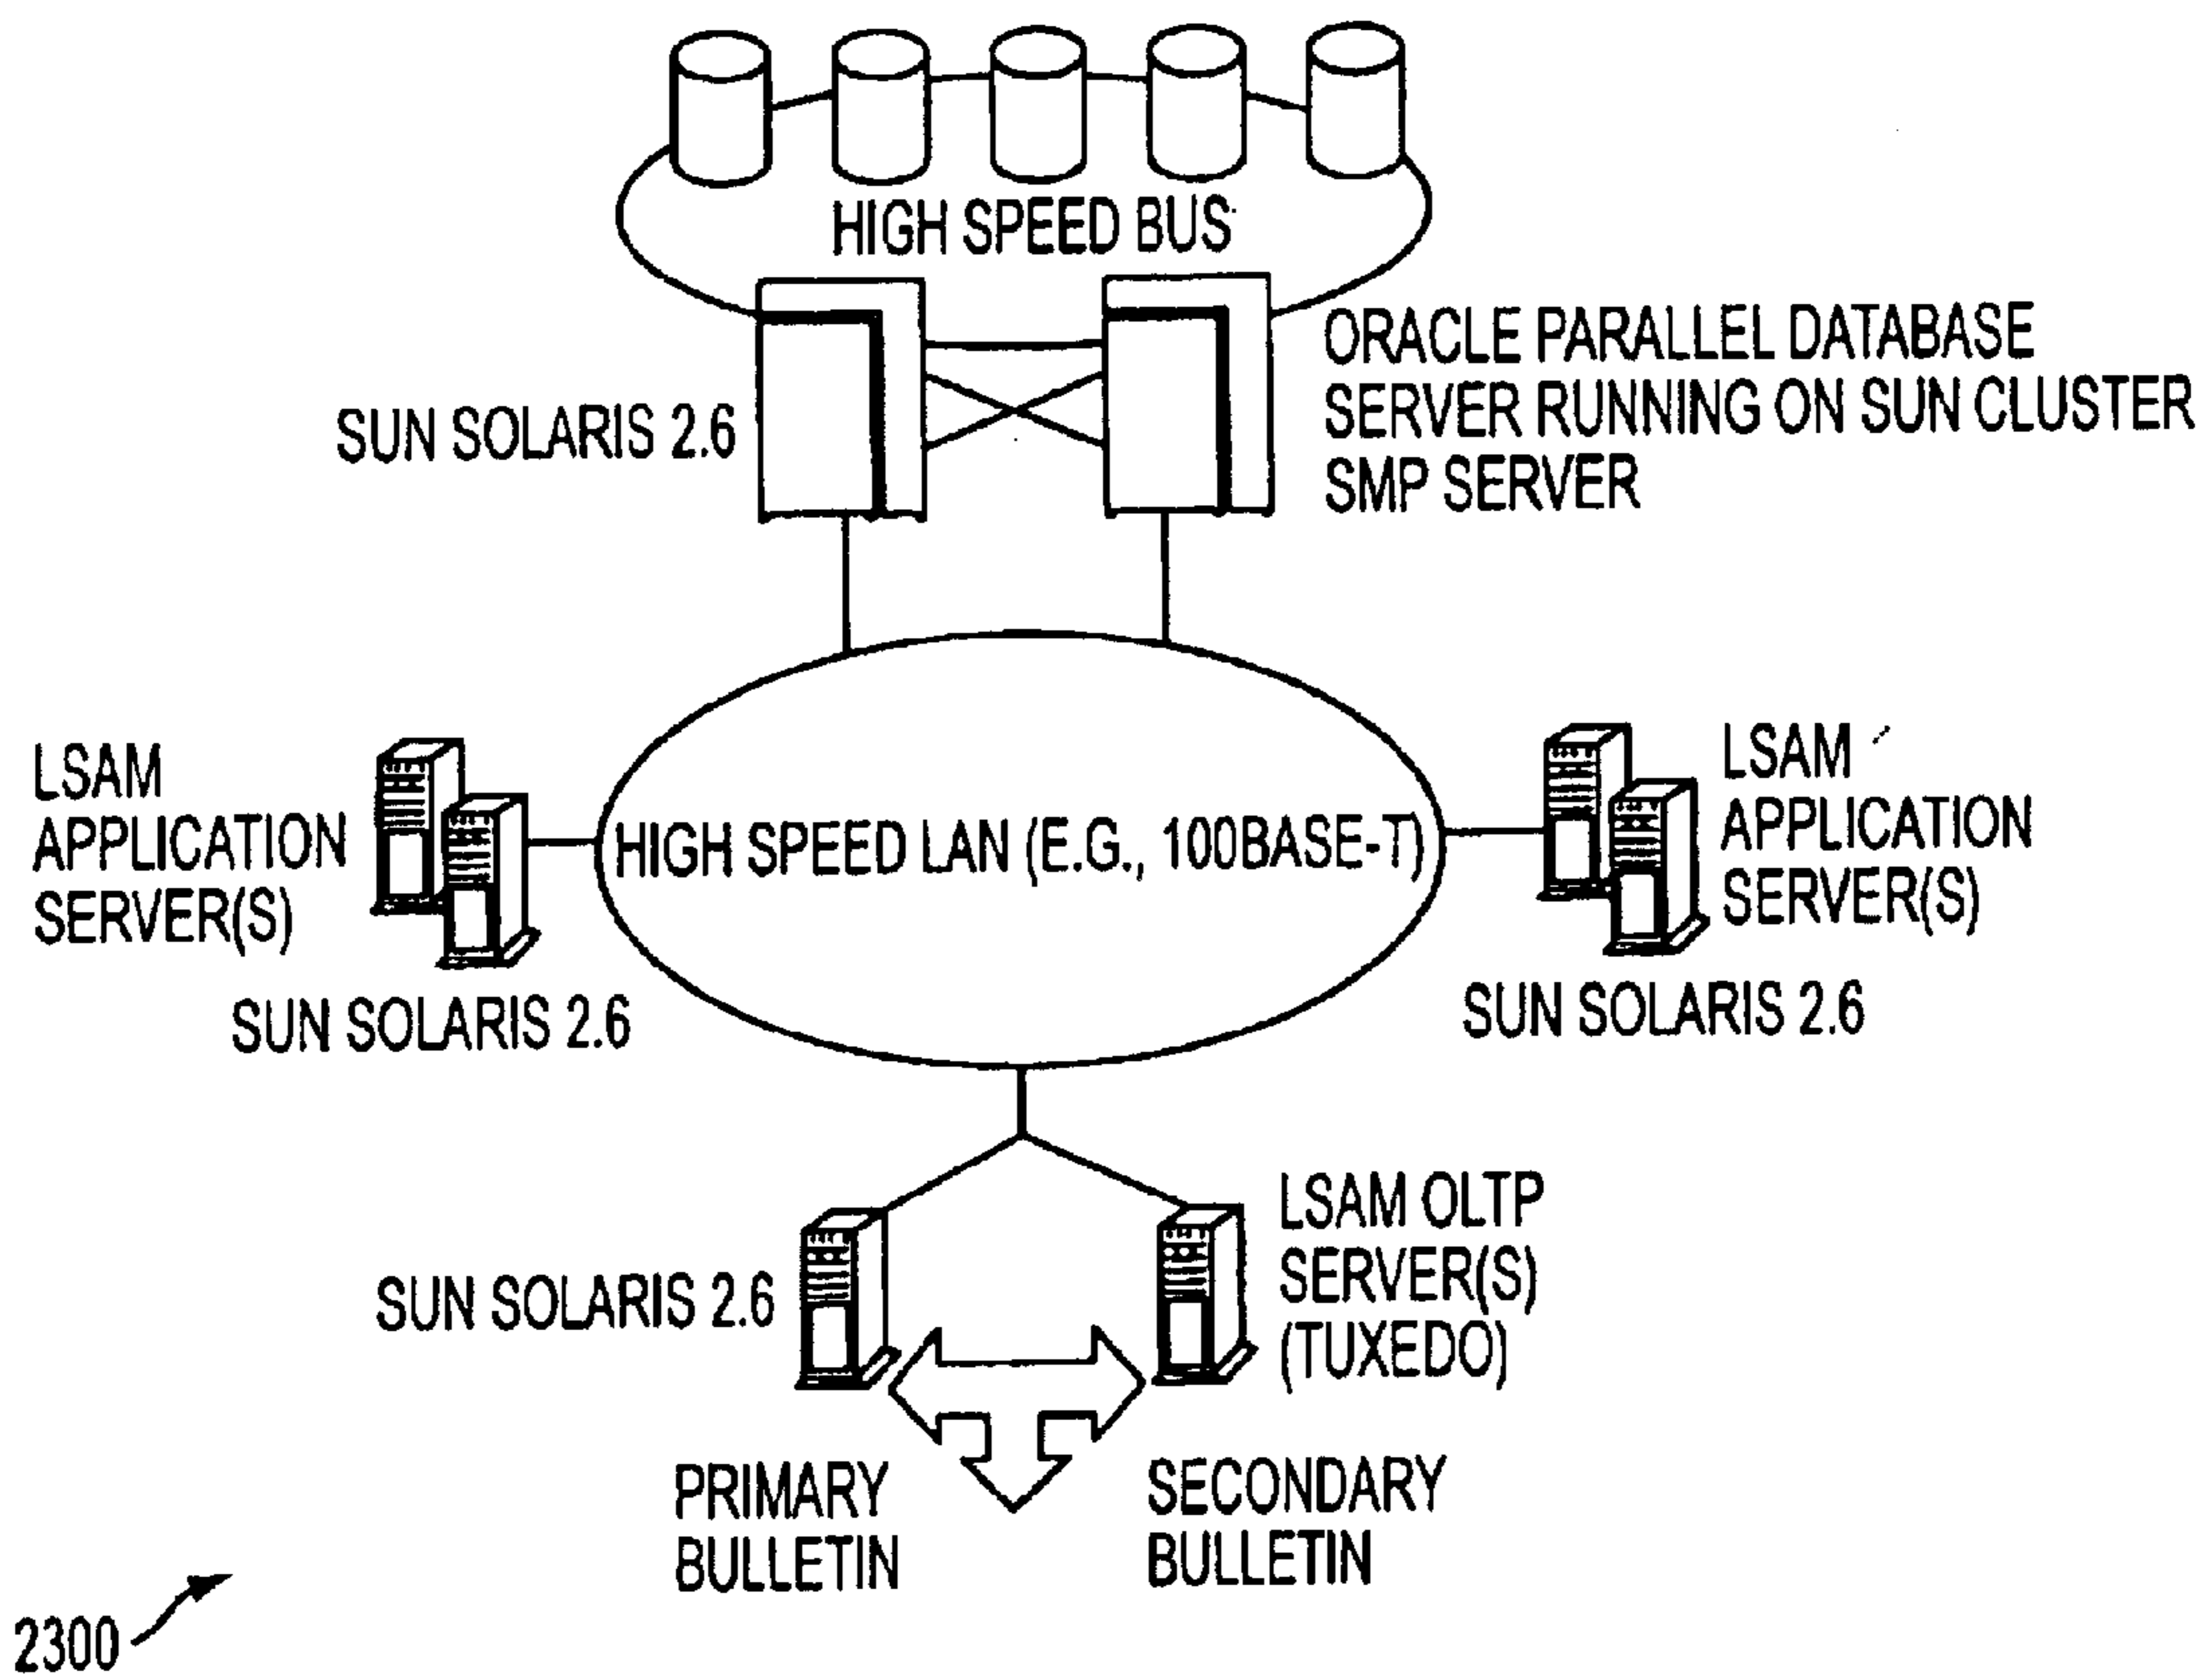 HIGH SPEED BUS
SUN SOLARIS 2.6
ORACLE PARALLEL DATABASE
SERVER RUNNING ON SUN CLUSTER
SMP SERVER
LSAM
APPLICATION
SERVER(S)
SUN SOLARIS 2.6
HIGH SPEED LAN (E.G., 100BASE-T)
LSAM
APPLICATION
SERVER(S)
SUN SOLARIS 2.6
SUN SOLARIS 2.6
LSAM OLTP
SERVER(S)
(TUXEDO)
PRIMARY
BULLETIN
SECONDARY
BULLETIN
2300